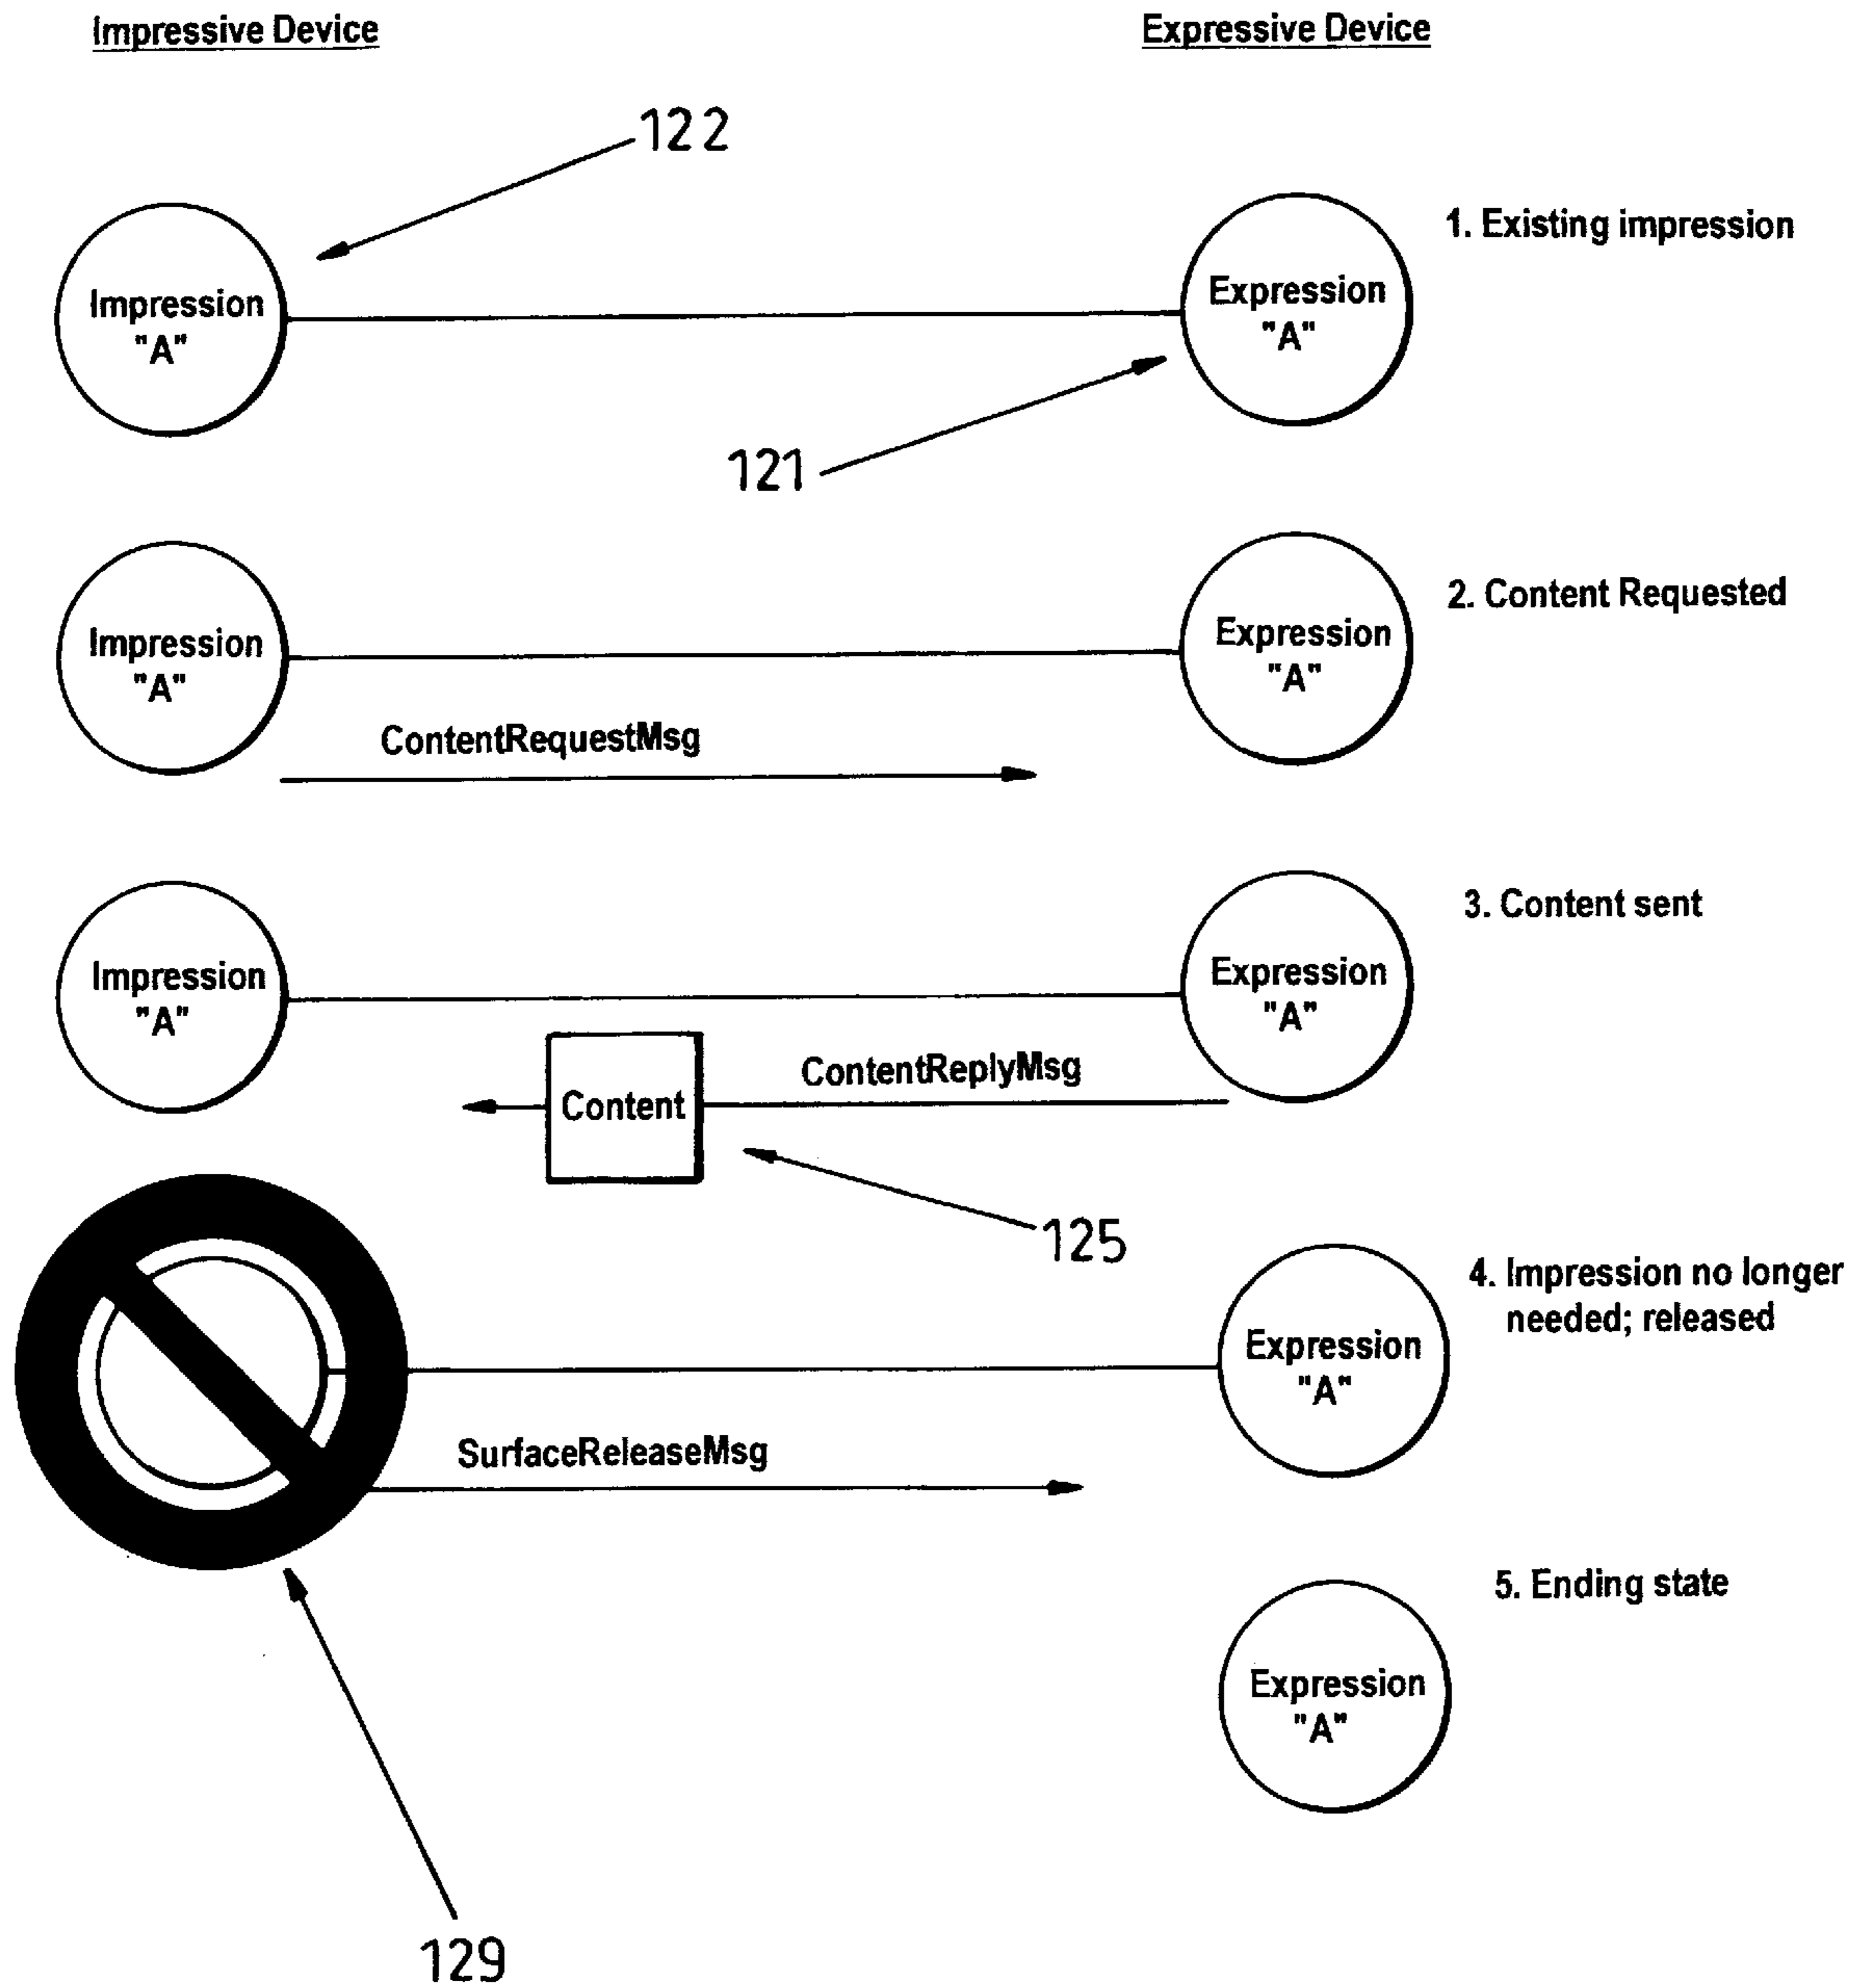 Impressive Device
Expressive Device
122
Impression
"A"
Expression
"A"
1. Existing impression
121
Impression
"A"
Expression
"A"
2. Content Requested
ContentRequestMsg
Impression
"A"
Expression
"A"
3. Content sent
Content
ContentReplyMsg
125
Expression
"A"
4. Impression no longer
needed; released
SurfaceReleaseMsg
5. Ending state
Expression
"A"
129